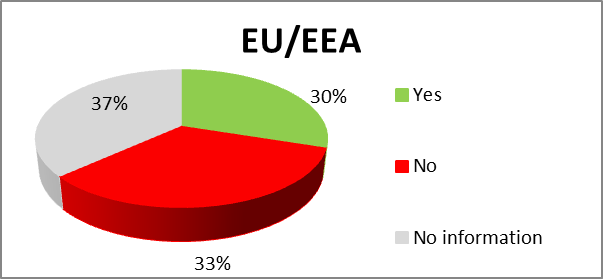 EU/EEA
37%
30%
33%
Yes
No
No information